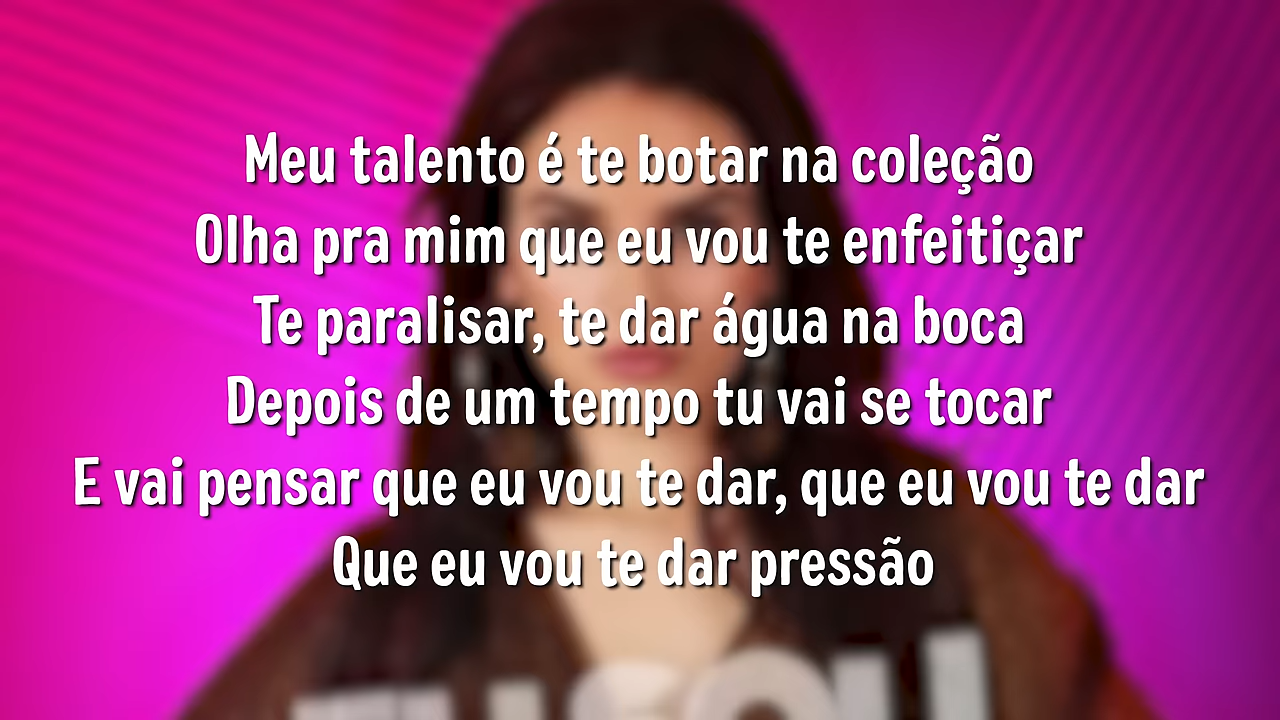 Meu talento é te botar na coleção
Olha pra mim que eu vou te enfeitiçar
Te paralisar, te dar água na boca
Depois de um tempo tu vai se tocar
E vai pensar que eu vou te dar, que eu vou te dar
Que eu vou te dar pressão